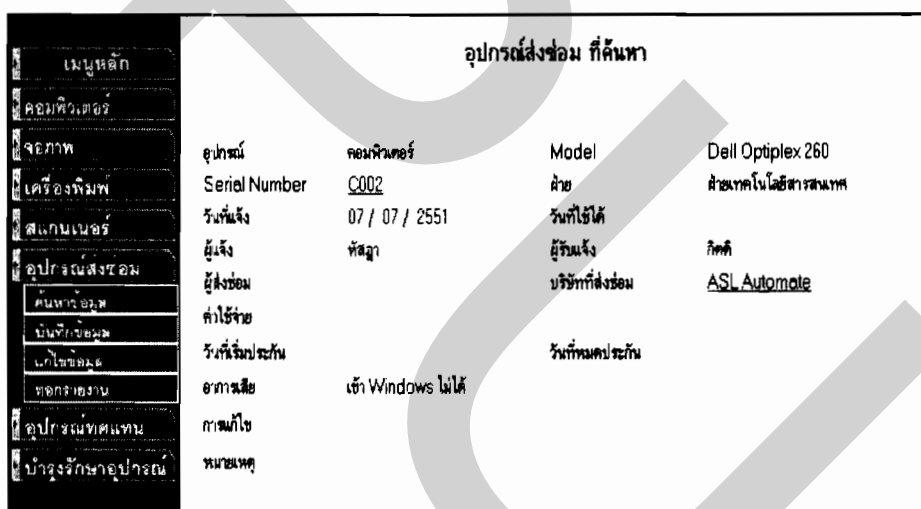 อุปกรณ์ส่งซ่อม ที่ค้นหา
เมนูหลัก
คอมพิวเตอร์
จอภาพ
เครื่องพิมพ์
สแกนเนอร์
อุปกรณ์ส่งซ่อม
ค้นหาข้อมูล
บันทึกข้อมูล
แก้ไขข้อมูล
ออกรายงาน
อุปกรณ์ทดแทน
บำรุงรักษาอุปกรณ์
อุปกรณ์ คอมพิวเตอร์ Model Dell Optiplex 260
Serial Number C002 ฝ่าย ฝ่ายเทคโนโลยีสารสนเทศ
วันที่แจ้ง 07 / 07 / 2551 วันที่ใช้ได้
ผู้แจ้ง หัสฎา ผู้รับแจ้ง กิตติ
ผู้ส่งซ่อม บริษัทที่ส่งซ่อม ASL Automate
ค่าใช้จ่าย
วันที่เริ่มประกัน วันที่หมดประกัน
อาการเสีย เข้า Windows ไม่ได้
การแก้ไข
หมายเหตุ